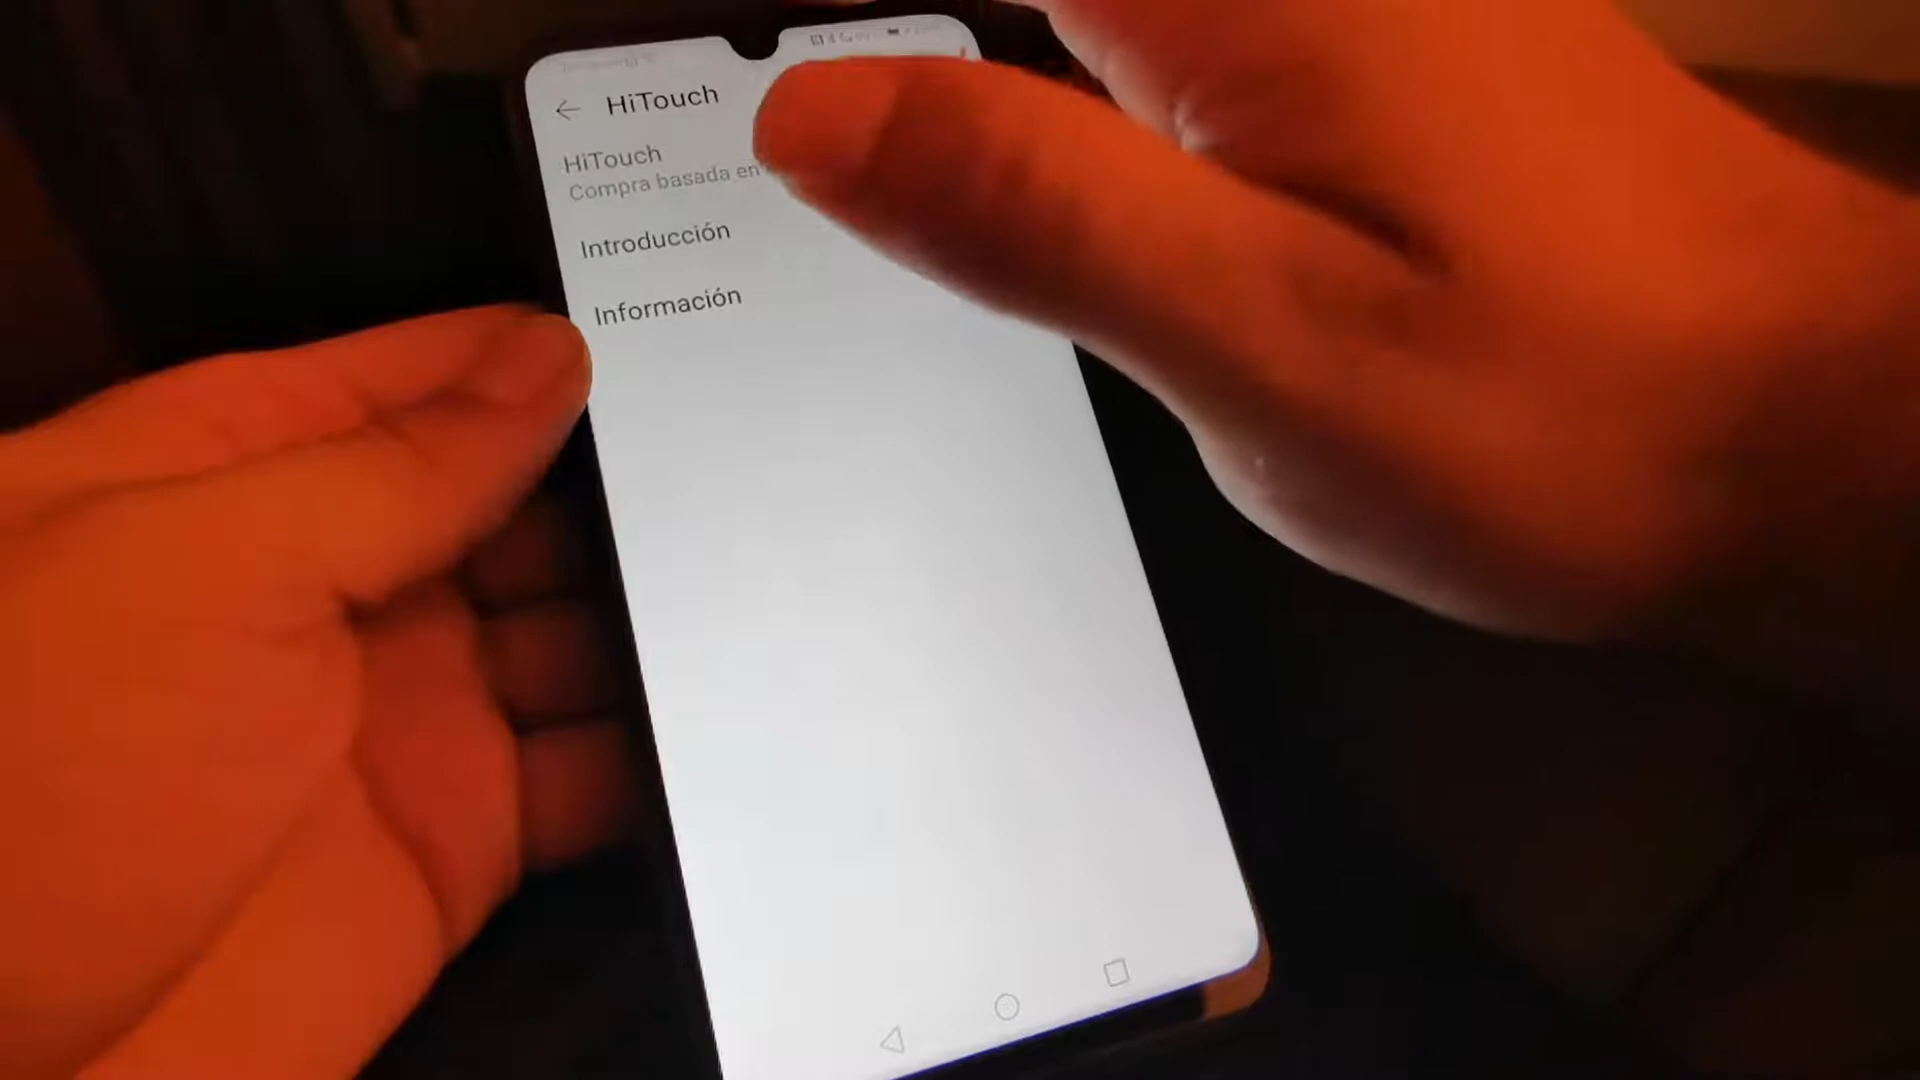 HiTouch
HiTouch
Compra basada en
Introducción
Información